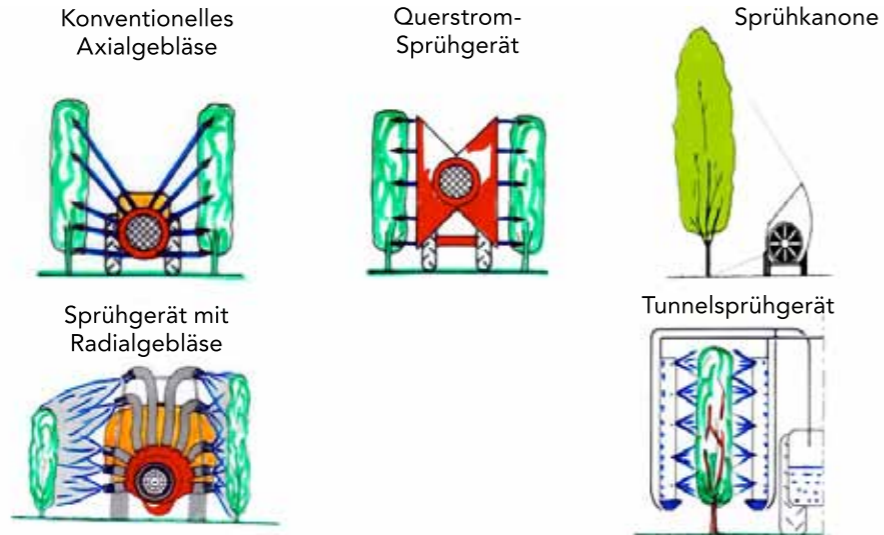 Konventionelles
Axialgebläse
Querstrom-
Sprühgerät
Sprühkanone
Sprühgerät mit
Radialgebläse
Tunnelsprühgerät